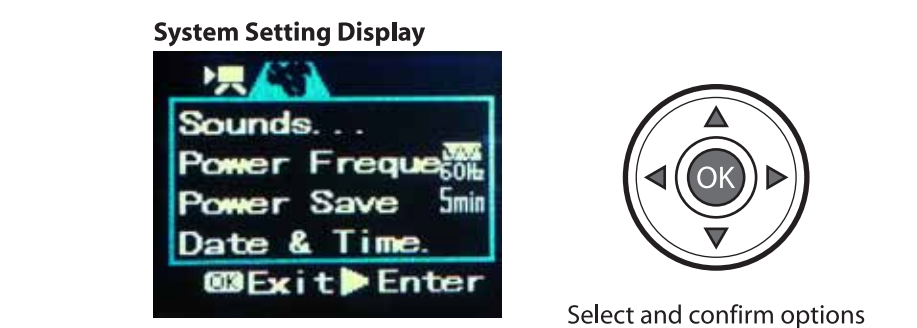 System Setting Display
Sounds...
Power Freque 60Hz
Power Save 5min
Date & Time.
OK Exit Enter
OK
Select and confirm options